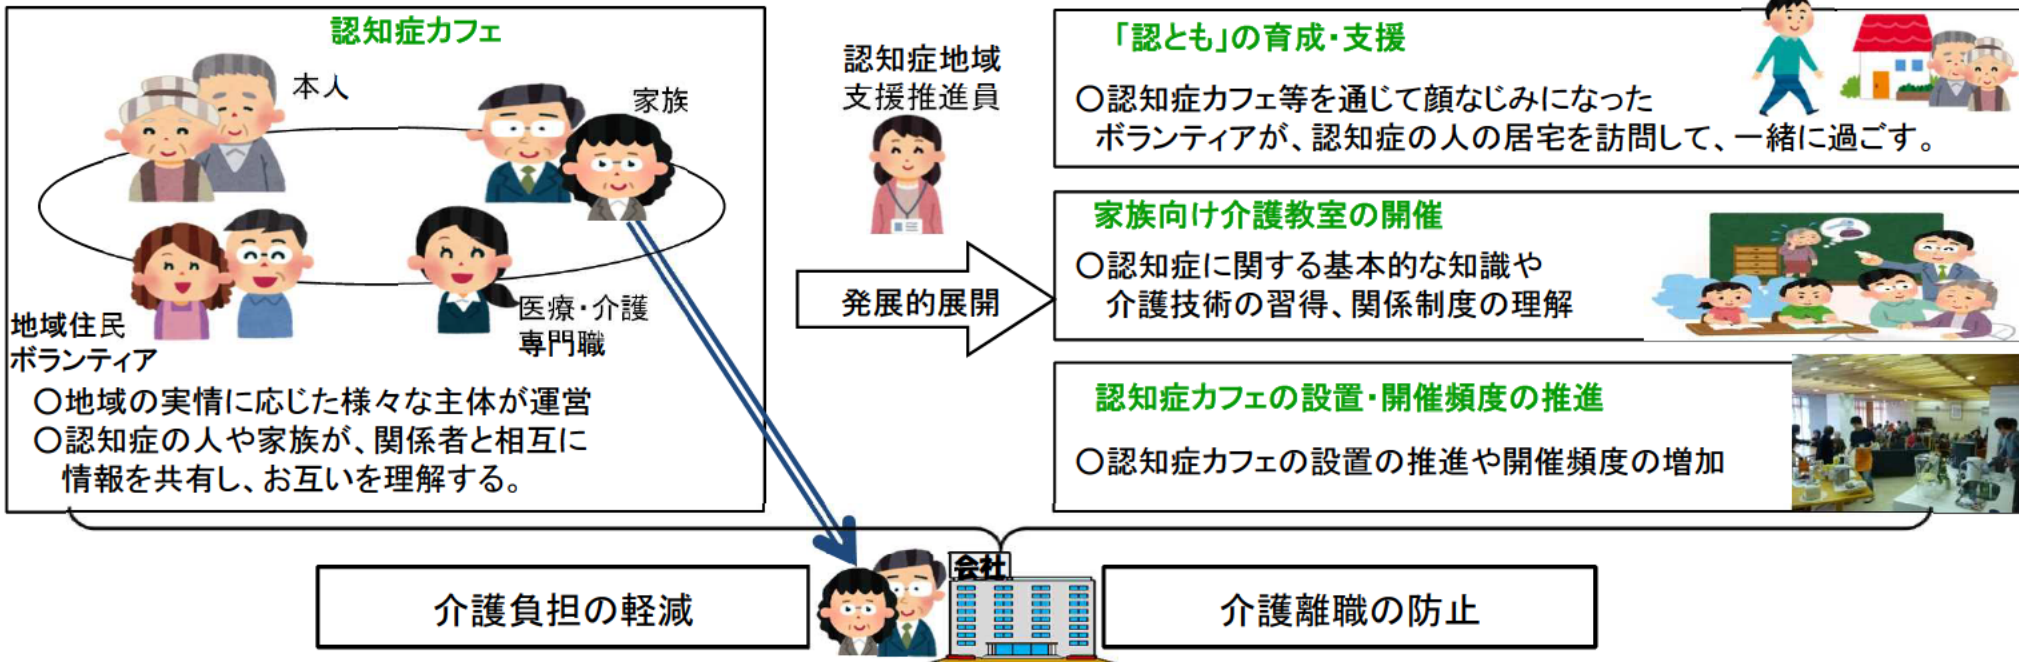 認知症カフェ
本人
家族
地域住民
ボランティア
医療・介護
専門職
○地域の実情に応じた様々な主体が運営
○認知症の人や家族が、関係者と相互に
情報を共有し、お互いを理解する。
認知症地域
支援推進員
発展的展開
「認とも」の育成・支援
○認知症カフェ等を通じて顔なじみになった
ボランティアが、認知症の人の居宅を訪問して、一緒に過ごす。
家族向け介護教室の開催
○認知症に関する基本的な知識や
介護技術の習得、関係制度の理解
認知症カフェの設置・開催頻度の推進
○認知症カフェの設置の推進や開催頻度の増加
介護負担の軽減
会社
介護離職の防止